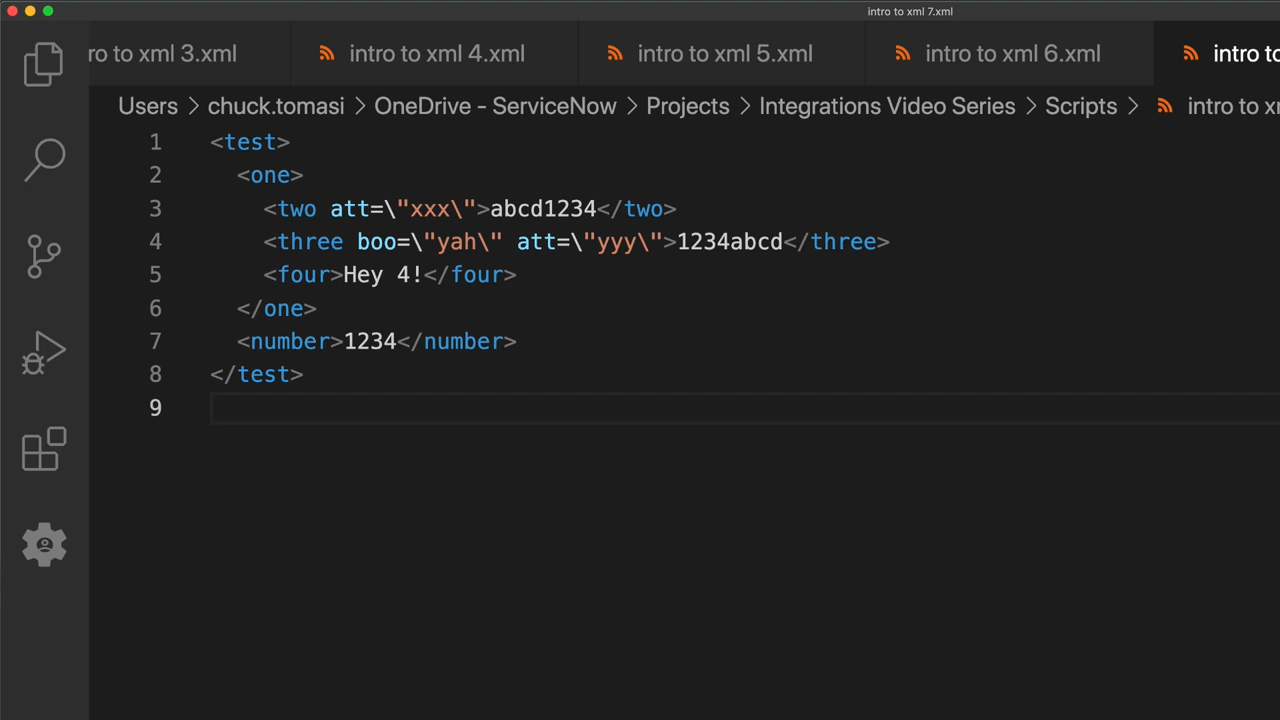 intro to xml 7.xml
ro to xml 3.xml intro to xml 4.xml intro to xml 5.xml intro to xml 6.xml intro to
Users > chuck.tomasi > OneDrive - ServiceNow > Projects > Integrations Video Series > Scripts > intro to
1 <test>
2 <one>
3 <two att=\"xxx\">abcd1234</two>
4 <three boo=\"yah\" att=\"yyy\">1234abcd</three>
5 <four>Hey 4!</four>
6 </one>
7 <number>1234</number>
8 </test>
9